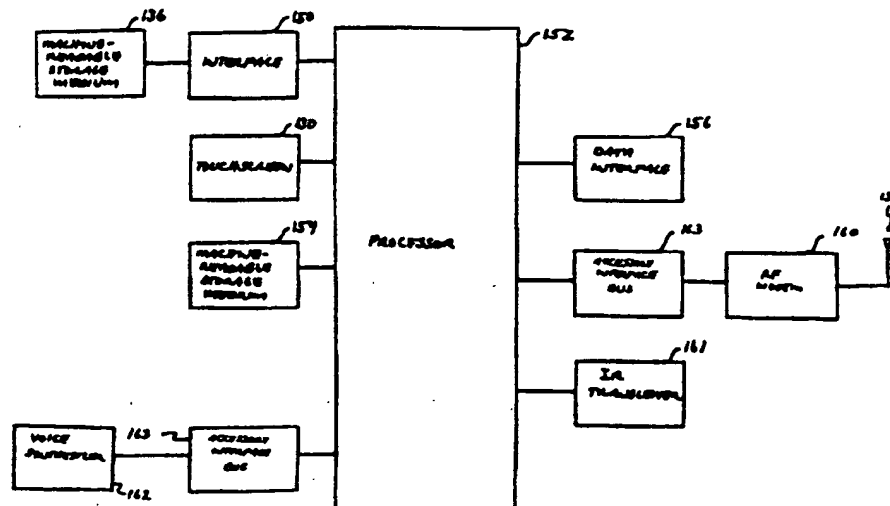 136
MACHINE-
READABLE
STORAGE
MEDIUM
150
INTERFACE
152
130
TOUCHSCREEN
156
DATA
INTERFACE
154
MACHINE-
READABLE
STORAGE
MEDIUM
PROCESSOR
163
ACCESSORY
INTERFACE
BUS
160
RF
MODEM
161
IR
TRANSCEIVER
VOICE
SYNTHESIZER
162
163
ACCESSORY
INTERFACE
BUS